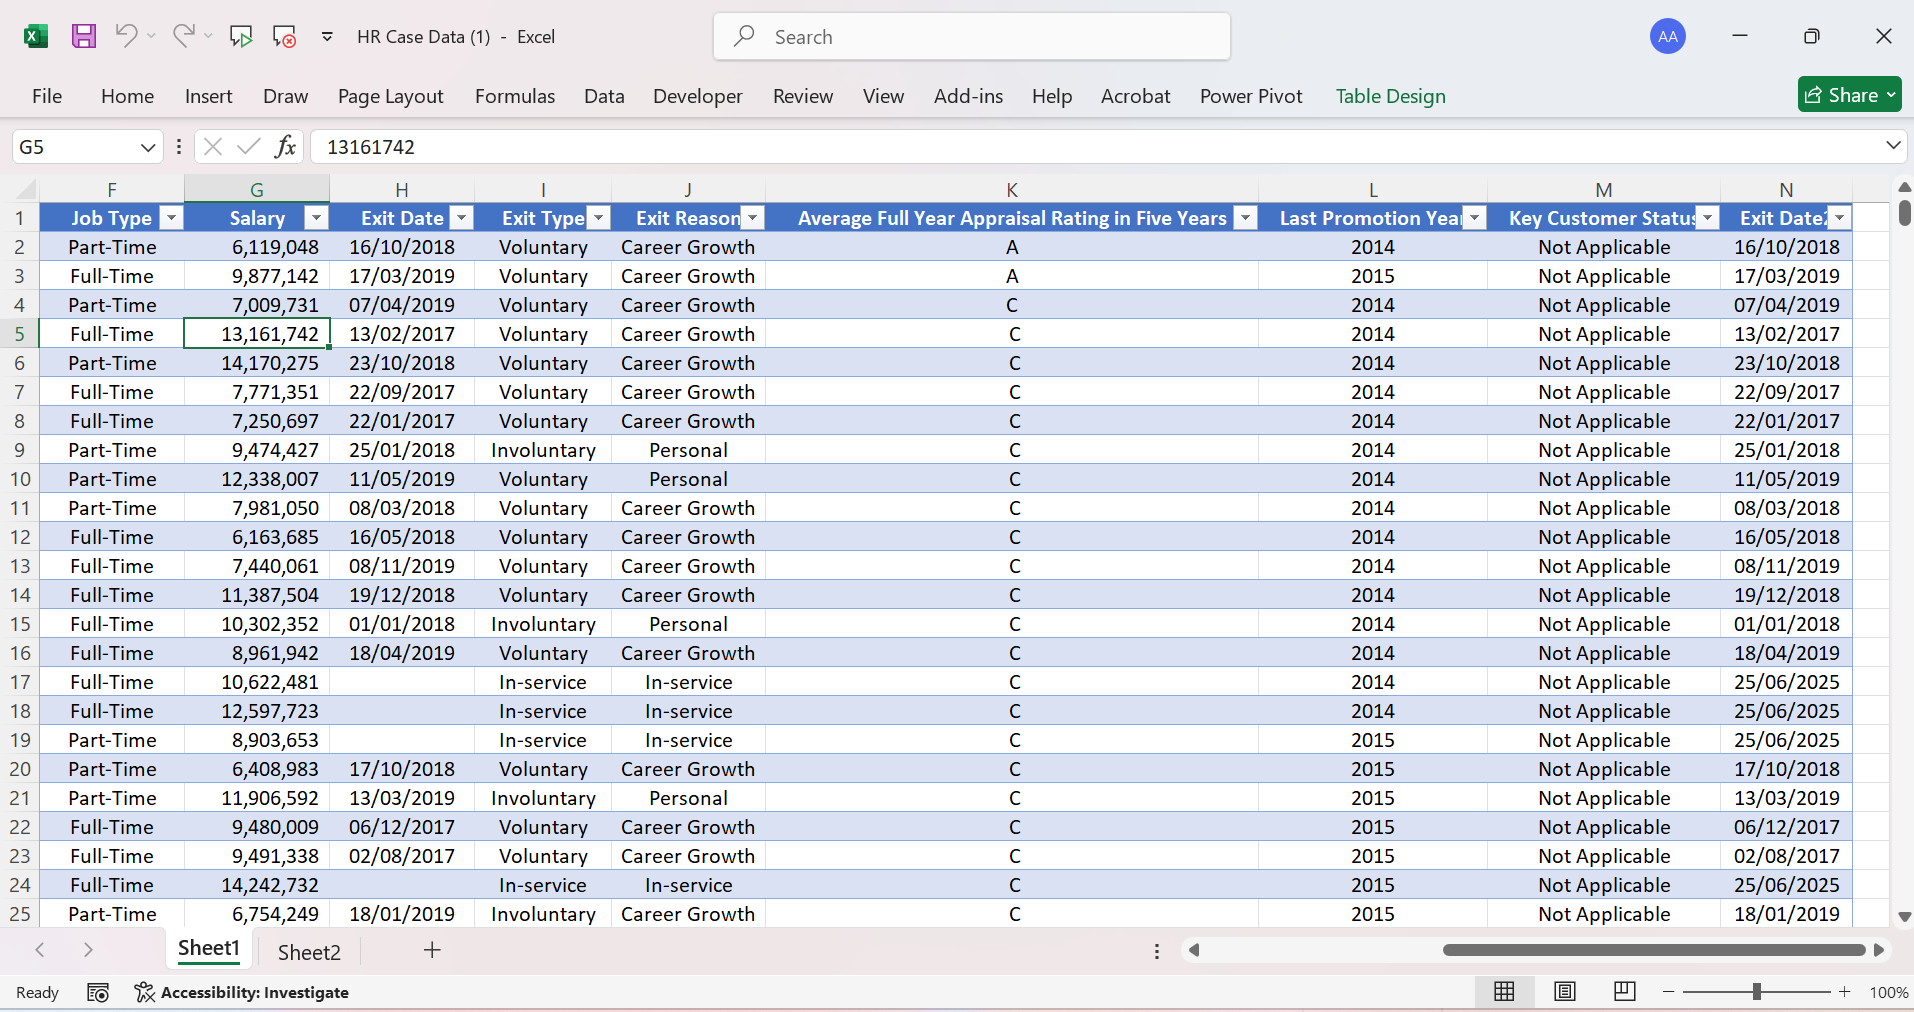 HR Case Data (1) - Excel
Search
AA
File Home Insert Draw Page Layout Formulas Data Developer Review View Add-ins Help Acrobat Power Pivot Table Design Share
G5 fx 13161742
F G H I J K L M N
1 Job Type Salary Exit Date Exit Type Exit Reason Average Full Year Appraisal Rating in Five Years Last Promotion Yea Key Customer Status Exit Date2
2 Part-Time 6,119,048 16/10/2018 Voluntary Career Growth A 2014 Not Applicable 16/10/2018
3 Full-Time 9,877,142 17/03/2019 Voluntary Career Growth A 2015 Not Applicable 17/03/2019
4 Part-Time 7,009,731 07/04/2019 Voluntary Career Growth C 2014 Not Applicable 07/04/2019
5 Full-Time 13,161,742 13/02/2017 Voluntary Career Growth C 2014 Not Applicable 13/02/2017
6 Part-Time 14,170,275 23/10/2018 Voluntary Career Growth C 2014 Not Applicable 23/10/2018
7 Full-Time 7,771,351 22/09/2017 Voluntary Career Growth C 2014 Not Applicable 22/09/2017
8 Full-Time 7,250,697 22/01/2017 Voluntary Career Growth C 2014 Not Applicable 22/01/2017
9 Part-Time 9,474,427 25/01/2018 Involuntary Personal C 2014 Not Applicable 25/01/2018
10 Part-Time 12,338,007 11/05/2019 Voluntary Personal C 2014 Not Applicable 11/05/2019
11 Part-Time 7,981,050 08/03/2018 Voluntary Career Growth C 2014 Not Applicable 08/03/2018
12 Full-Time 6,163,685 16/05/2018 Voluntary Career Growth C 2014 Not Applicable 16/05/2018
13 Full-Time 7,440,061 08/11/2019 Voluntary Career Growth C 2014 Not Applicable 08/11/2019
14 Full-Time 11,387,504 19/12/2018 Voluntary Career Growth C 2014 Not Applicable 19/12/2018
15 Full-Time 10,302,352 01/01/2018 Involuntary Personal C 2014 Not Applicable 01/01/2018
16 Full-Time 8,961,942 18/04/2019 Voluntary Career Growth C 2014 Not Applicable 18/04/2019
17 Full-Time 10,622,481 In-service In-service C 2014 Not Applicable 25/06/2025
18 Full-Time 12,597,723 In-service In-service C 2014 Not Applicable 25/06/2025
19 Part-Time 8,903,653 In-service In-service C 2015 Not Applicable 25/06/2025
20 Part-Time 6,408,983 17/10/2018 Voluntary Career Growth C 2015 Not Applicable 17/10/2018
21 Part-Time 11,906,592 13/03/2019 Involuntary Personal C 2015 Not Applicable 13/03/2019
22 Full-Time 9,480,009 06/12/2017 Voluntary Career Growth C 2015 Not Applicable 06/12/2017
23 Full-Time 9,491,338 02/08/2017 Voluntary Career Growth C 2015 Not Applicable 02/08/2017
24 Full-Time 14,242,732 In-service In-service C 2015 Not Applicable 25/06/2025
25 Part-Time 6,754,249 18/01/2019 Involuntary Career Growth C 2015 Not Applicable 18/01/2019
Sheet1 Sheet2
Ready Accessibility: Investigate 100%